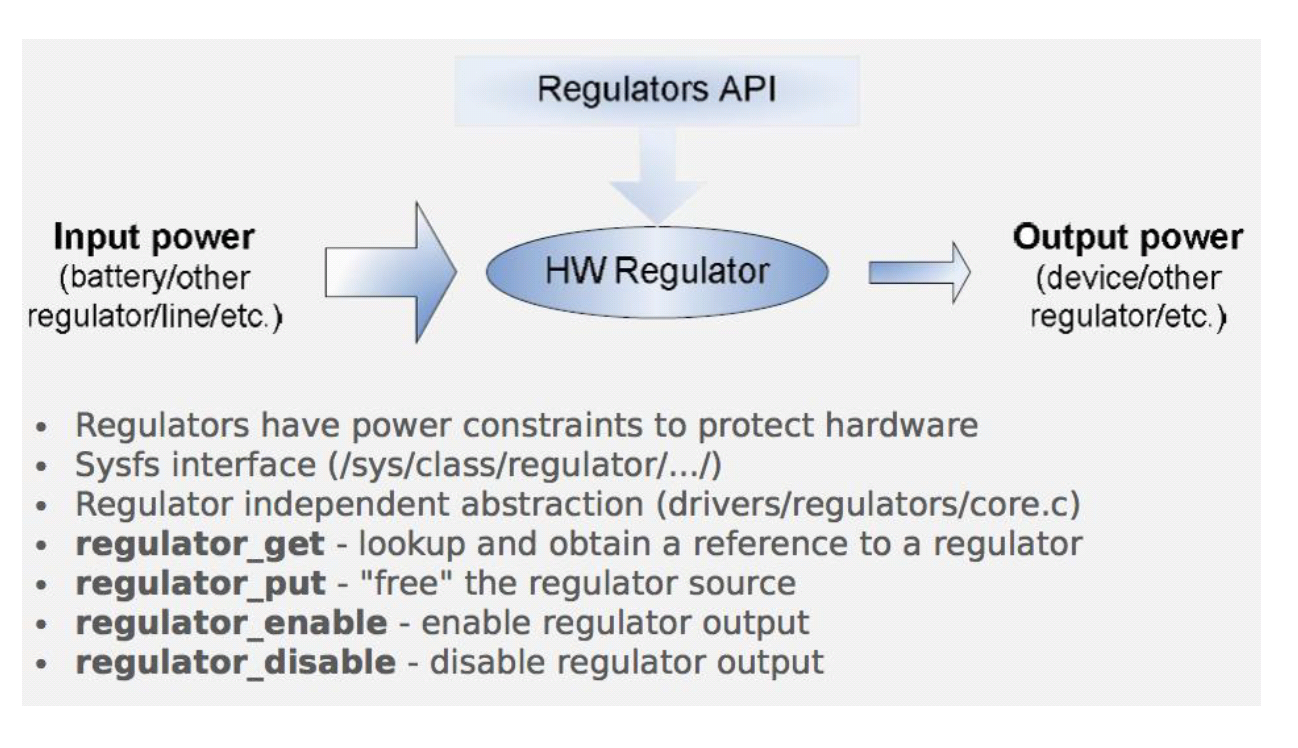 Regulators API
Input power
(battery/other
regulator/line/etc.)
HW Regulator
Output power
(device/other
regulator/etc.)
• Regulators have power constraints to protect hardware
• Sysfs interface (/sys/class/regulator/.../)
• Regulator independent abstraction (drivers/regulators/core.c)
• regulator_get - lookup and obtain a reference to a regulator
• regulator_put - "free" the regulator source
• regulator_enable - enable regulator output
• regulator_disable - disable regulator output